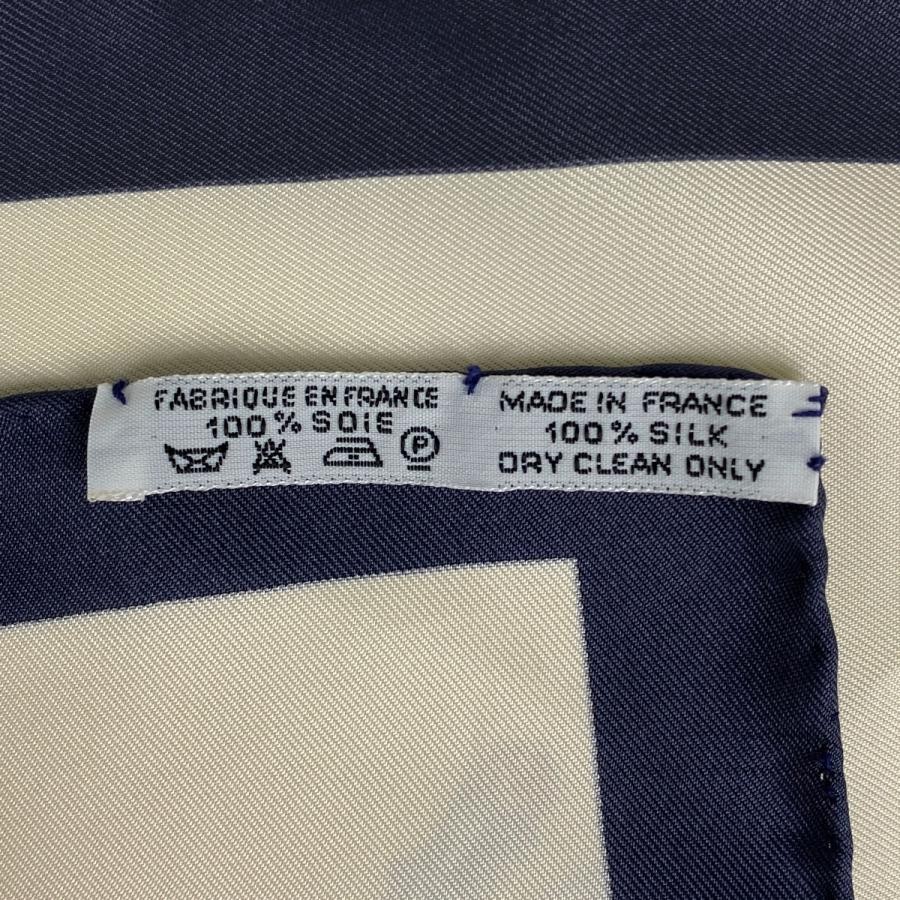 FABRIQUE EN FRANCE
100% SOIE
P
MADE IN FRANCE
100% SILK
DRY CLEAN ONLY